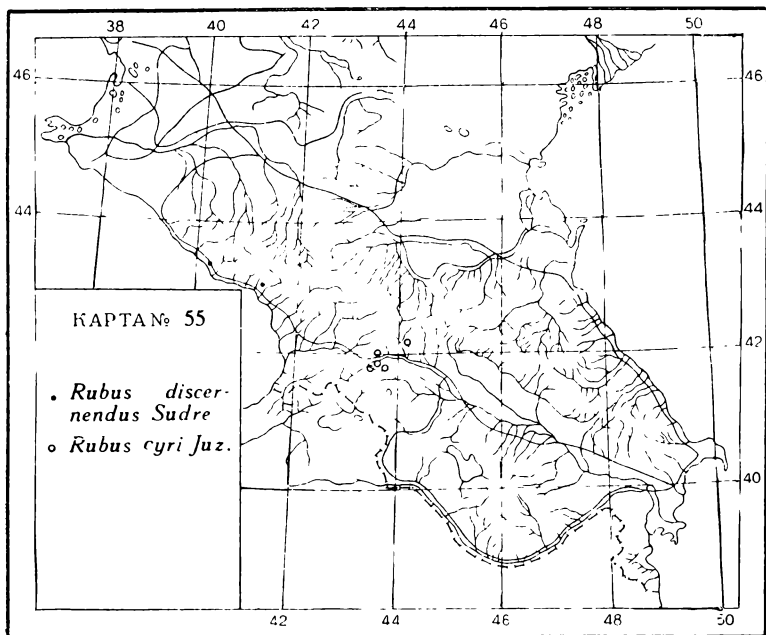 38 40 42 44 46 48 50
46 46
44 44
КАРТА № 55
42 42
• Rubus discer-
nendus Sudre
○ Rubus cyri Juz.
40
42 44 46 48 50